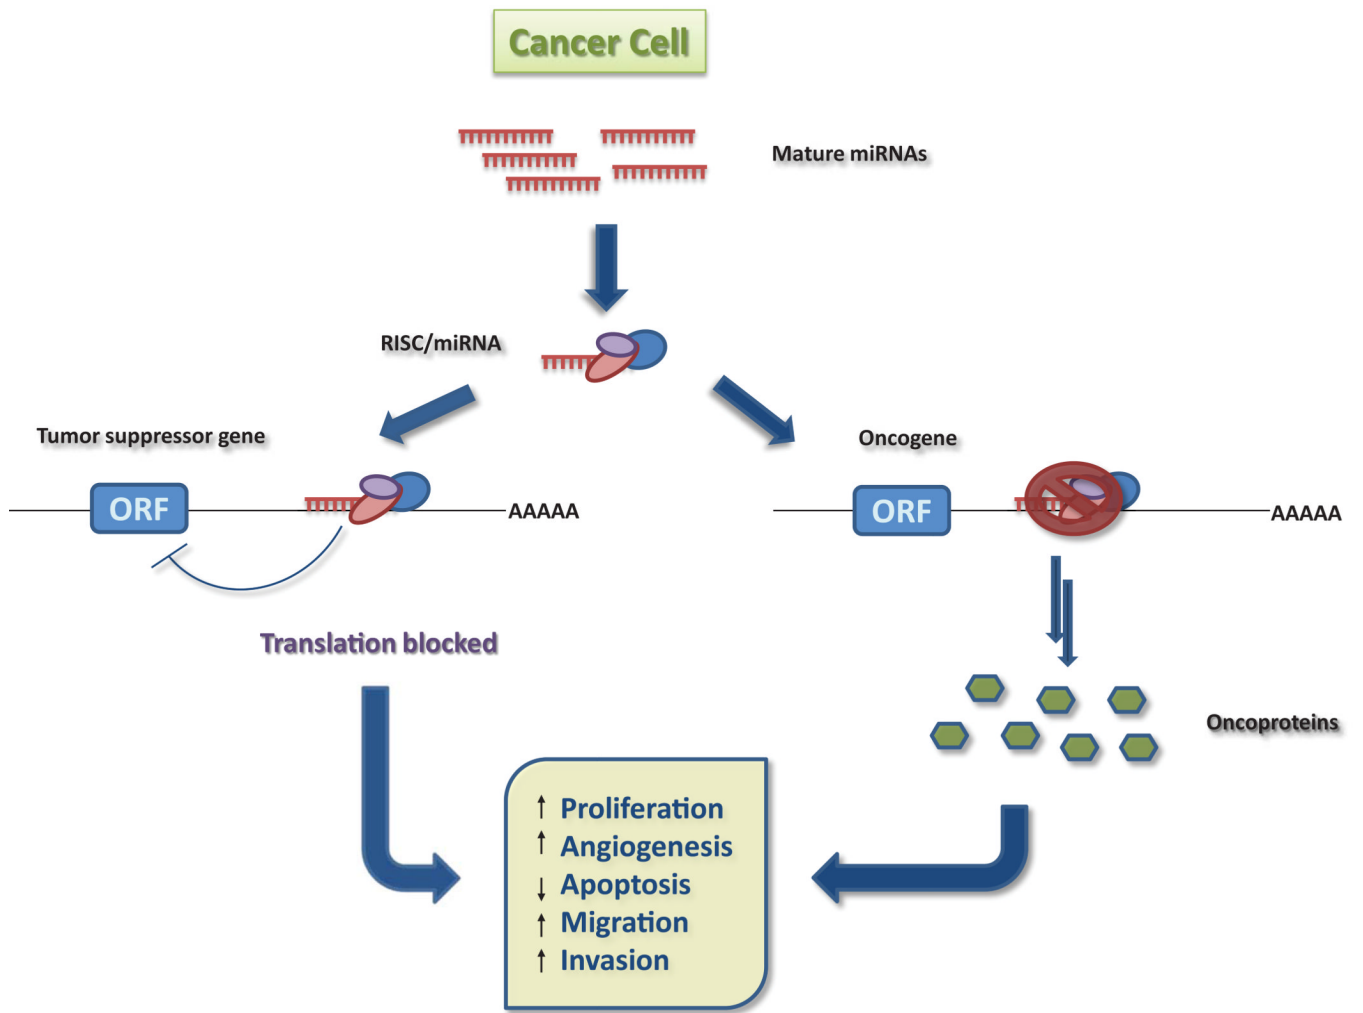 Cancer Cell
Mature miRNAs
RISC/miRNA
Tumor suppressor gene
Oncogene
ORF
AAAAA
ORF
AAAAA
Translation blocked
Oncoproteins
↑ Proliferation
↑ Angiogenesis
↓ Apoptosis
↑ Migration
↑ Invasion